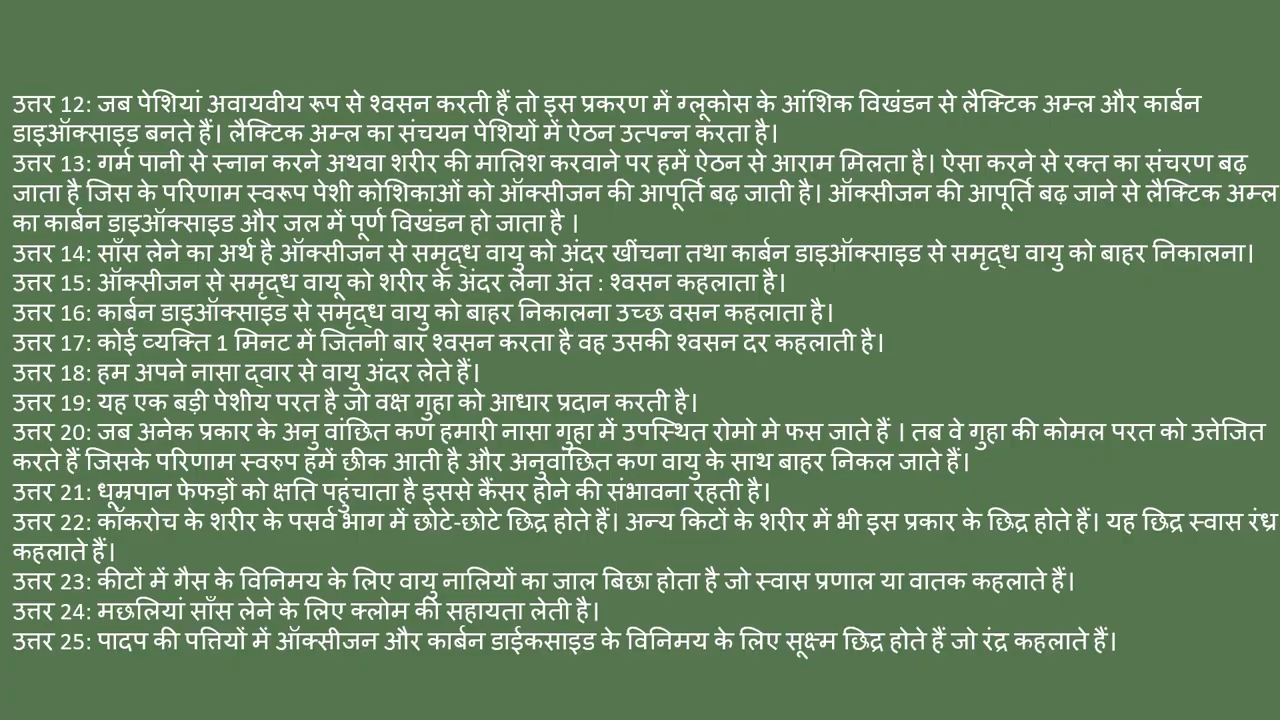 उत्तर 12: जब पेशियां अवायवीय रूप से श्वसन करती हैं तो इस प्रकरण में ग्लूकोस के आंशिक विखंडन से लैक्टिक अम्ल और कार्बन
डाइऑक्साइड बनते हैं। लैक्टिक अम्ल का संचयन पेशियों में ऐठन उत्पन्न करता है।
उत्तर 13: गर्म पानी से स्नान करने अथवा शरीर की मालिश करवाने पर हमें ऐठन से आराम मिलता है। ऐसा करने से रक्त का संचरण बढ़
जाता है जिस के परिणाम स्वरूप पेशी कोशिकाओं को ऑक्सीजन की आपूर्ति बढ़ जाती है। ऑक्सीजन की आपूर्ति बढ़ जाने से लैक्टिक अम्ल
का कार्बन डाइऑक्साइड और जल में पूर्ण विखंडन हो जाता है ।
उत्तर 14: साँस लेने का अर्थ है ऑक्सीजन से समृद्ध वायु को अंदर खींचना तथा कार्बन डाइऑक्साइड से समृद्ध वायु को बाहर निकालना।
उत्तर 15: ऑक्सीजन से समृद्ध वायू को शरीर के अंदर लेना अंत : श्वसन कहलाता है।
उत्तर 16: कार्बन डाइऑक्साइड से समृद्ध वायु को बाहर निकालना उच्छ वसन कहलाता है।
उत्तर 17: कोई व्यक्ति 1 मिनट में जितनी बार श्वसन करता है वह उसकी श्वसन दर कहलाती है।
उत्तर 18: हम अपने नासा द्वार से वायु अंदर लेते हैं।
उत्तर 19: यह एक बड़ी पेशीय परत है जो वक्ष गुहा को आधार प्रदान करती है।
उत्तर 20: जब अनेक प्रकार के अनु वांछित कण हमारी नासा गुहा में उपस्थित रोमो मे फस जाते हैं । तब वे गुहा की कोमल परत को उत्तेजित
करते हैं जिसके परिणाम स्वरुप हमें छीक आती है और अनुवांछित कण वायु के साथ बाहर निकल जाते हैं।
उत्तर 21: धूम्रपान फेफड़ों को क्षति पहुंचाता है इससे कैंसर होने की संभावना रहती है।
उत्तर 22: कॉकरोच के शरीर के पसर्व भाग में छोटे-छोटे छिद्र होते हैं। अन्य किटों के शरीर में भी इस प्रकार के छिद्र होते हैं। यह छिद्र स्वास रंध्र
कहलाते हैं।
उत्तर 23: कीटों में गैस के विनिमय के लिए वायु नालियों का जाल बिछा होता है जो स्वास प्रणाल या वातक कहलाते हैं।
उत्तर 24: मछलियां साँस लेने के लिए क्लोम की सहायता लेती है।
उत्तर 25: पादप की पत्तियों में ऑक्सीजन और कार्बन डाईकसाइड के विनिमय के लिए सूक्ष्म छिद्र होते हैं जो रंद्र कहलाते हैं।